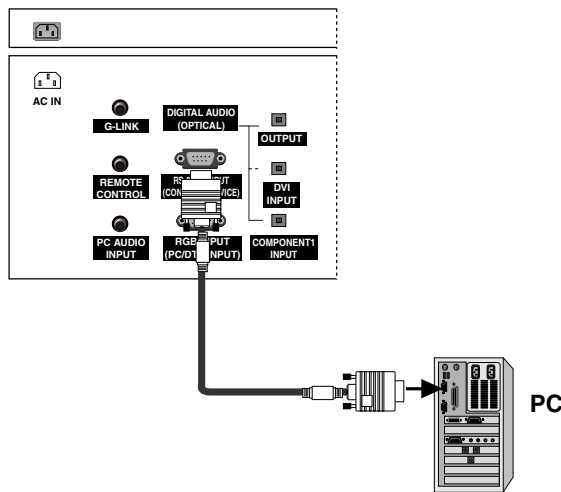 AC IN
G-LINK
DIGITAL AUDIO
(OPTICAL)
OUTPUT
REMOTE
CONTROL
DVI
INPUT
PC AUDIO
INPUT
COMPONENT1
INPUT
PC